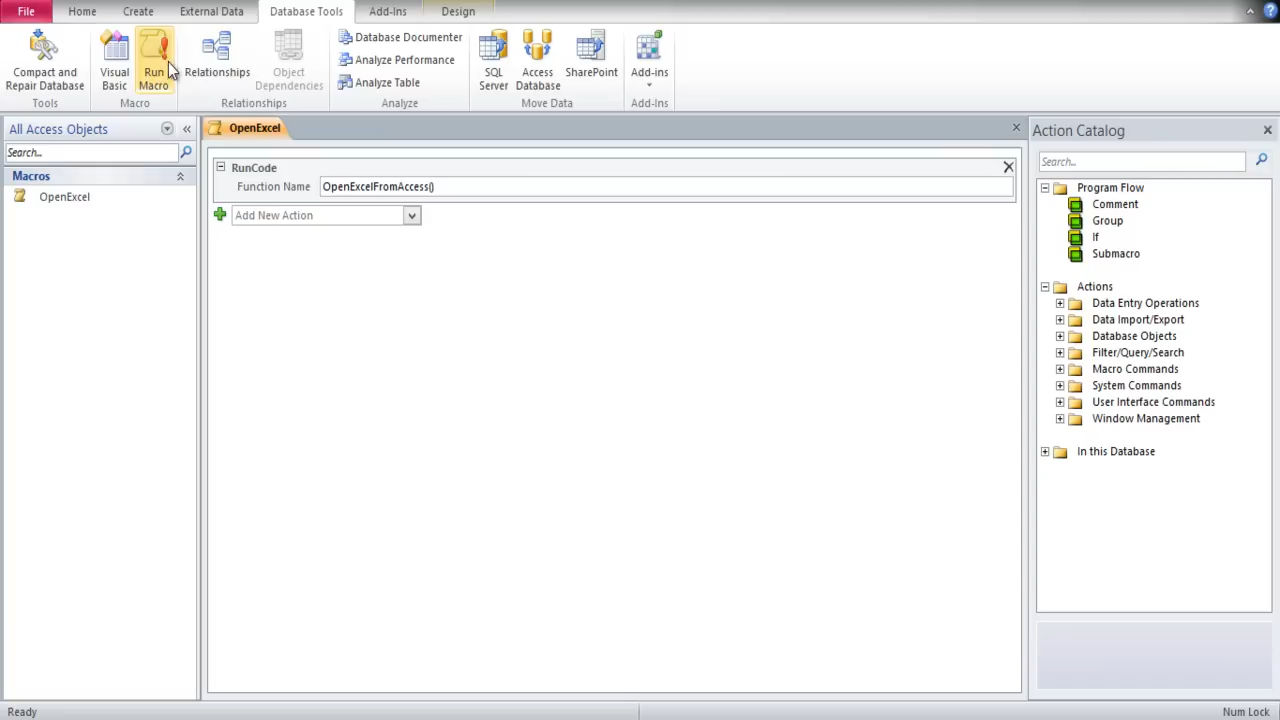 File Home Create External Data Database Tools Add-Ins Design
Compact and Repair Database
Tools
Visual Basic
Run Macro
Macro
Relationships
Object Dependencies
Relationships
Database Documenter
Analyze Performance
Analyze Table
Analyze
SQL Server
Access Database
SharePoint
Move Data
Add-ins
Add-Ins
All Access Objects
Search...
Macros
OpenExcel
OpenExcel
RunCode
Function Name OpenExcelFromAccess()
Add New Action
Action Catalog
Search...
Program Flow
Comment
Group
If
Submacro
Actions
Data Entry Operations
Data Import/Export
Database Objects
Filter/Query/Search
Macro Commands
System Commands
User Interface Commands
Window Management
In this Database
Ready
Num Lock